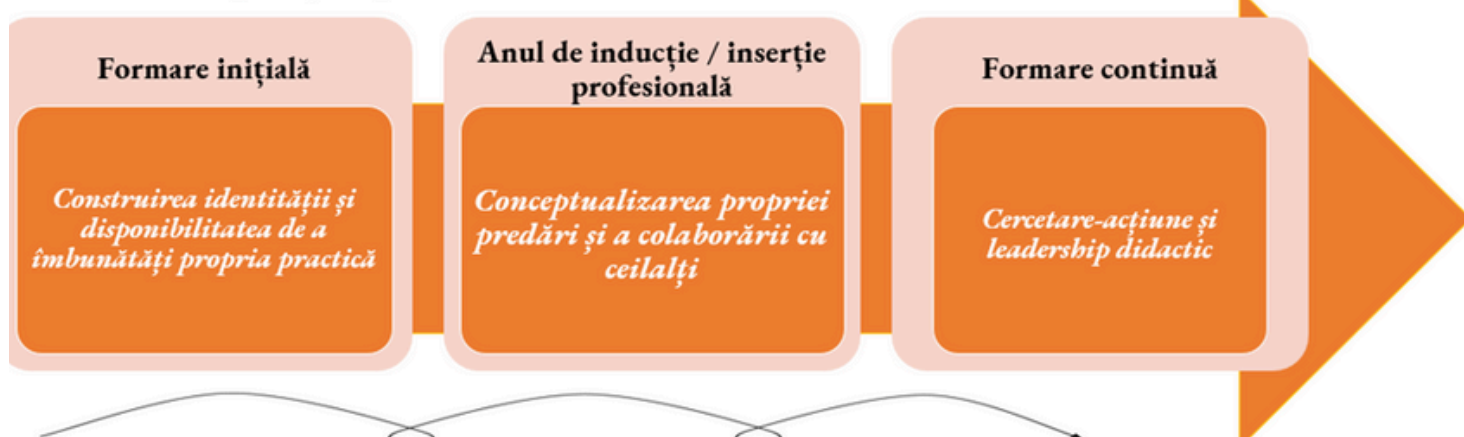 Formare inițială
Construirea identității și
disponibilitatea de a
îmbunătăți propria practică
Anul de inducție / inserție
profesională
Conceptualizarea propriei
predări și a colaborării cu
ceilalți
Formare continuă
Cercetare-acțiune și
leadership didactic